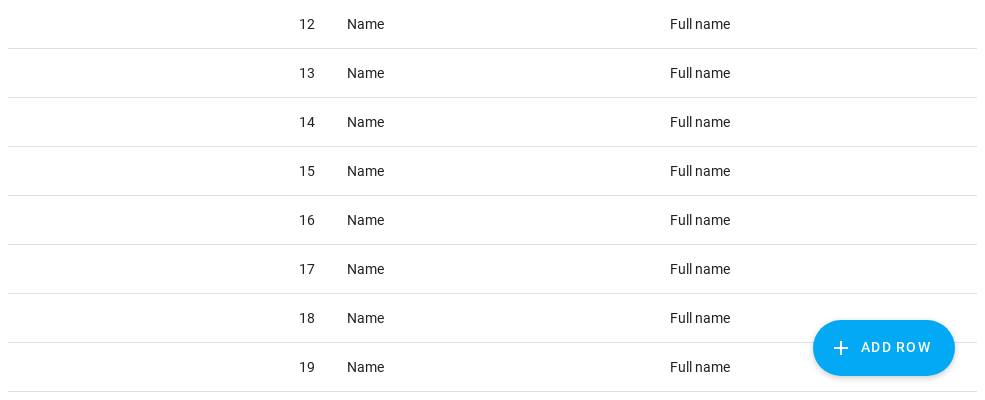 12 Name Full name
13 Name Full name
14 Name Full name
15 Name Full name
16 Name Full name
17 Name Full name
18 Name Full name
ADD ROW
19 Name Full name